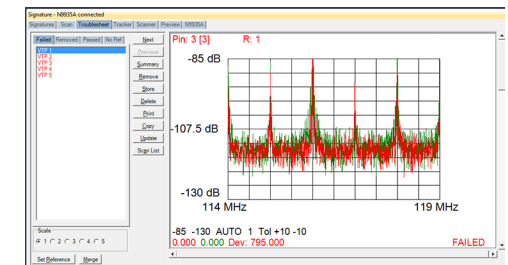 Signature - N9935A connected
Signatures Scan Troublesheet Tracker Scanner Preview N9935A
Failed Removed Passed No Ref
VTP 1
VTP 2
VTP 3
VTP 4
VTP 5
Next
Previous
Summary
Remove
Store
Delete
Print
Copy
Update
Scan List
Scale
1 2 3 4 5
Set Reference Merge
Pin: 3 [3] R: 1
-85 dB
-107.5 dB
-130 dB
114 MHz 119 MHz
-85 -130 AUTO 1 Tol +10 -10
0.000 0.000 Dev: 795.000 FAILED